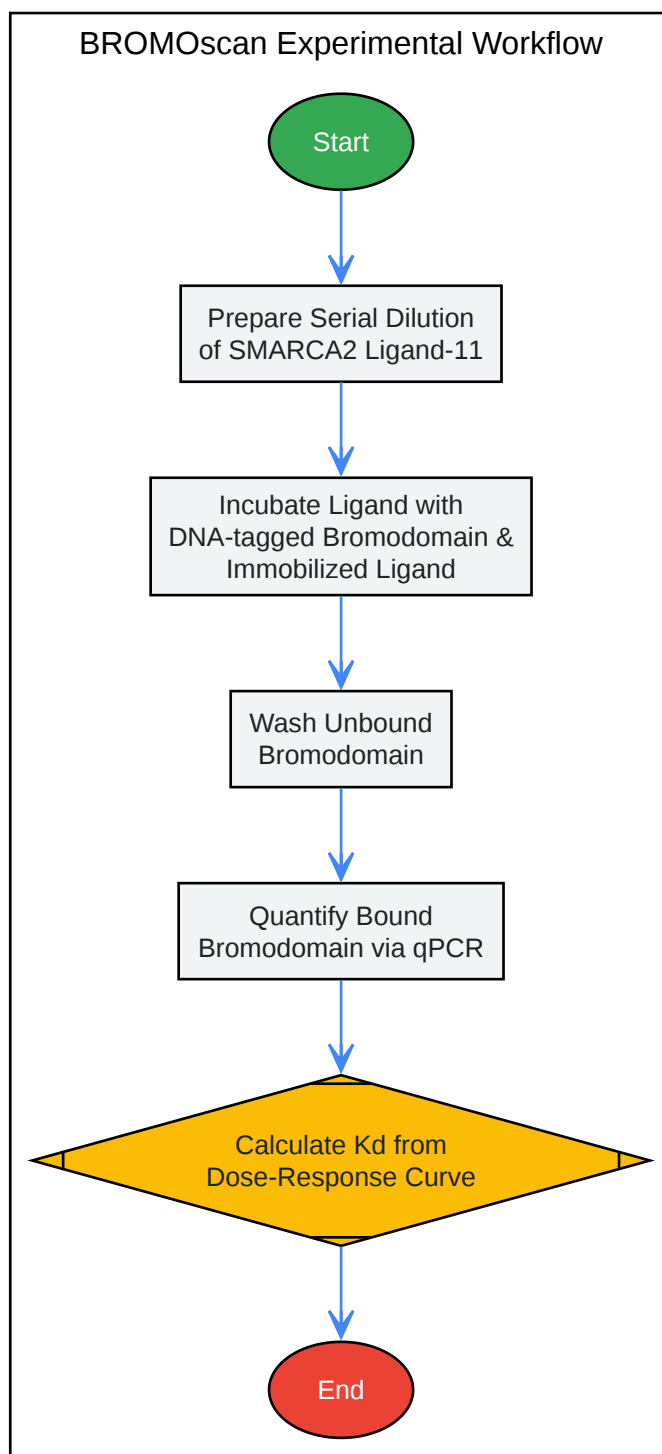 BROMOscan Experimental Workflow
Start
Prepare Serial Dilution
of SMARCA2 Ligand-11
Incubate Ligand with
DNA-tagged Bromodomain &
Immobilized Ligand
Wash Unbound
Bromodomain
Quantify Bound
Bromodomain via qPCR
Calculate Kd from
Dose-Response Curve
End